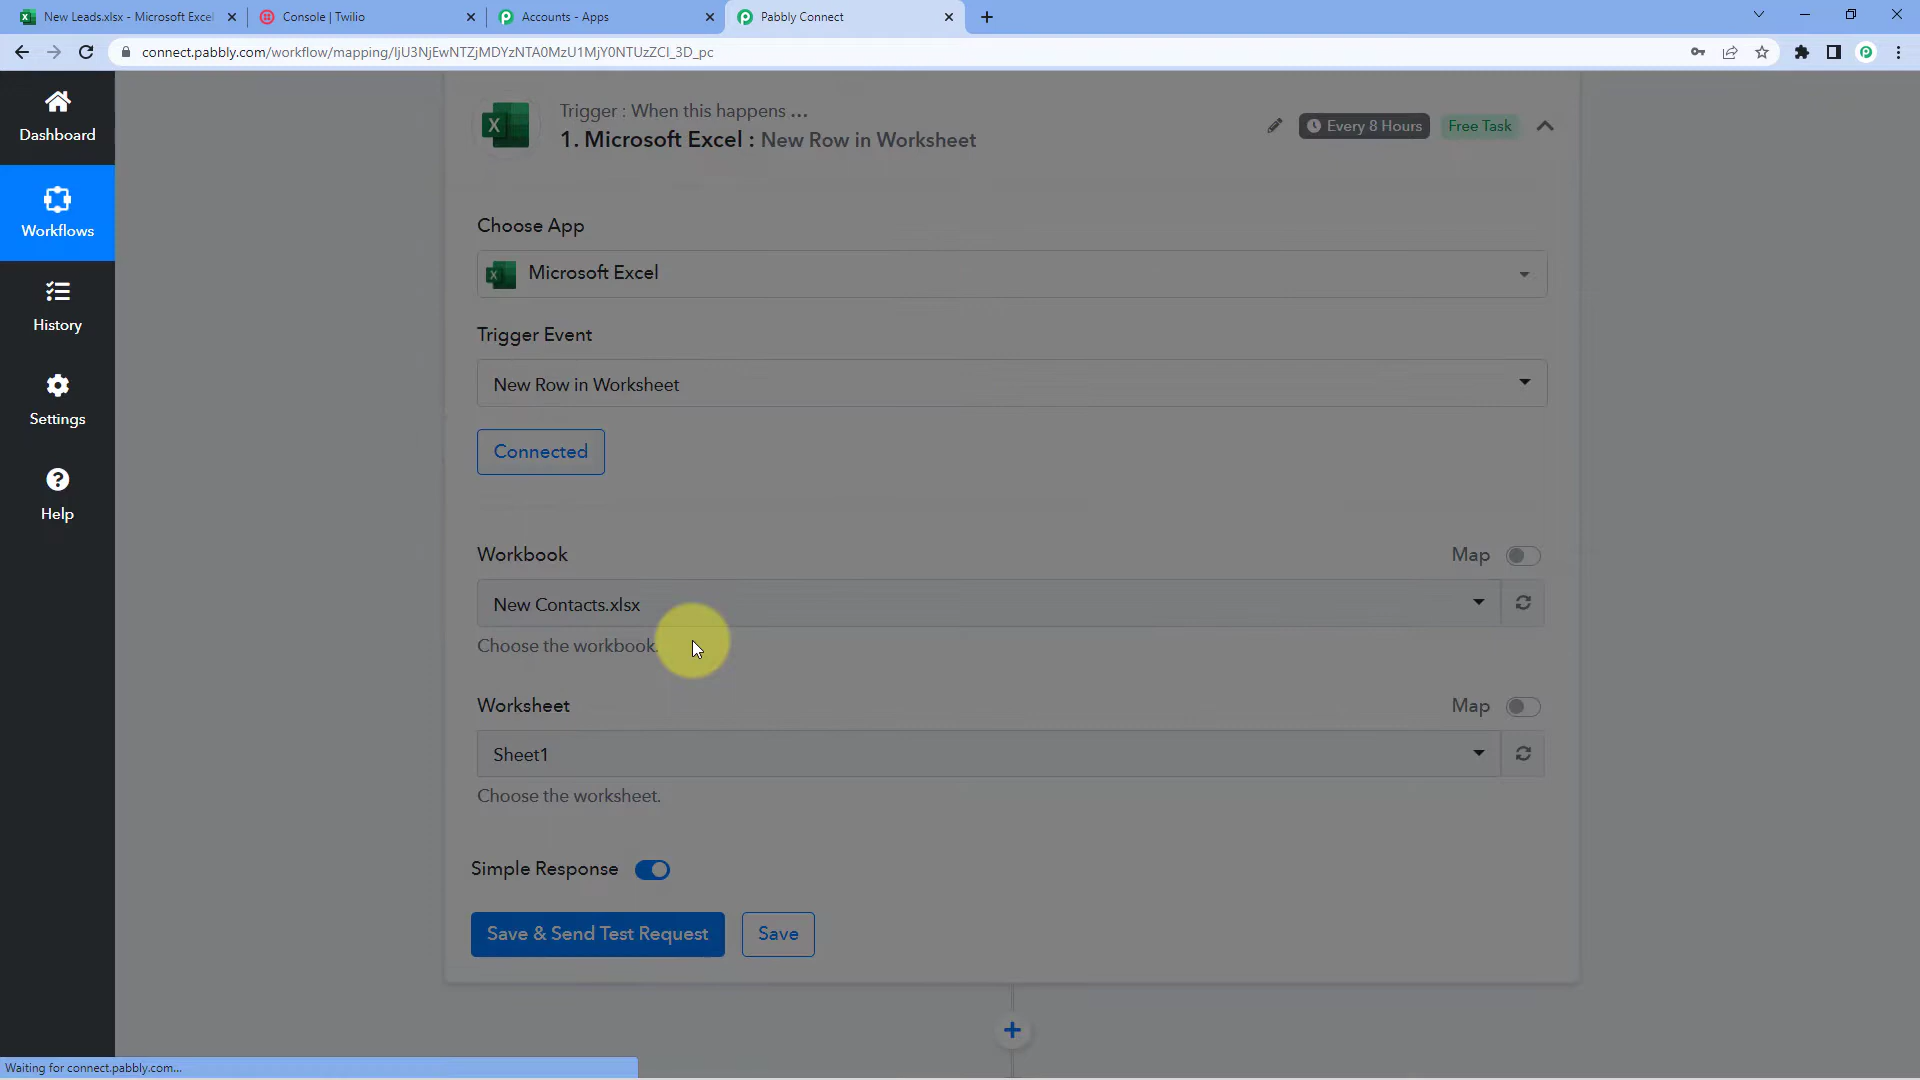 New Leads.xlsx - Microsoft Excel
Console | Twilio
Accounts - Apps
Pabbly Connect
connect.pabbly.com/workflow/mapping/IjU3NjEwNTZjMDYzNTA0MzU1MjY0NTUzZCI_3D_pc
Dashboard
Workflows
History
Settings
Help
Trigger : When this happens ...
1. Microsoft Excel : New Row in Worksheet
Every 8 Hours
Free Task
Choose App
Microsoft Excel
Trigger Event
New Row in Worksheet
Connected
Workbook
Map
New Contacts.xlsx
Choose the workbook.
Worksheet
Map
Sheet1
Choose the worksheet.
Simple Response
Save & Send Test Request
Save
Waiting for connect.pabbly.com...